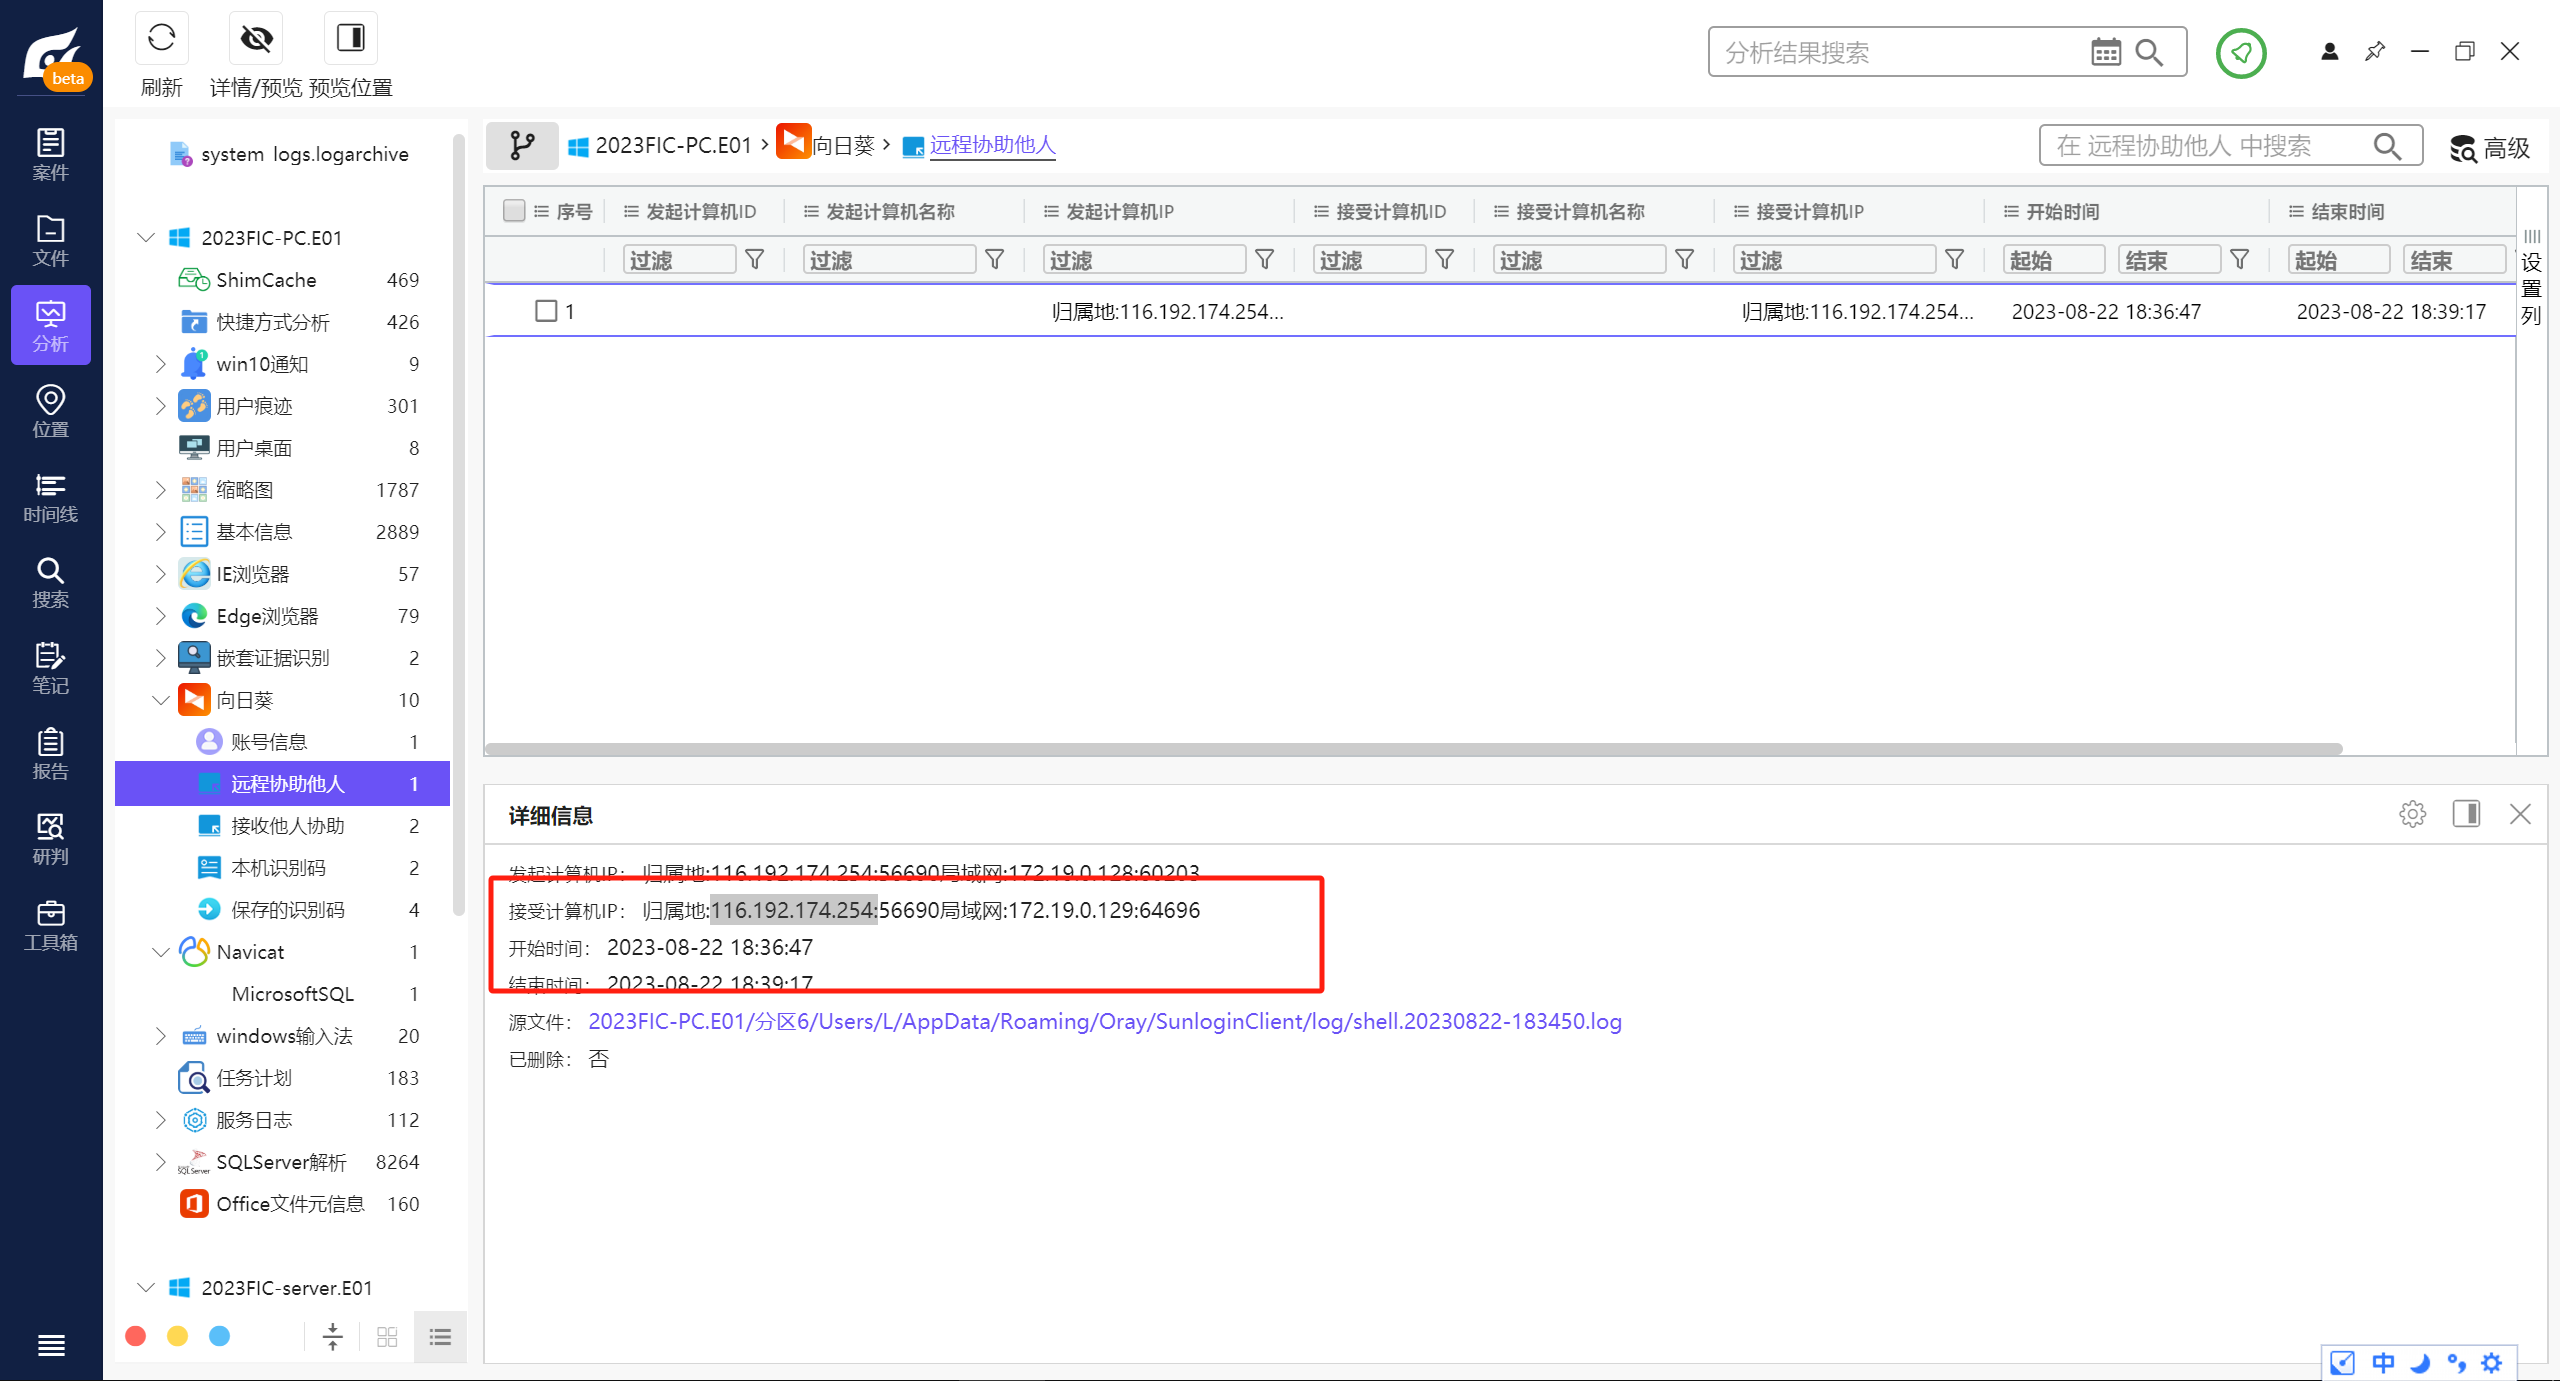 beta
刷新
详情/预览 预览位置
分析结果搜索
案件
文件
分析
位置
时间线
搜索
笔记
报告
研判
工具箱
system logs.logarchive
2023FIC-PC.E01
ShimCache 469
快捷方式分析 426
win10通知 9
用户痕迹 301
用户桌面 8
缩略图 1787
基本信息 2889
IE浏览器 57
Edge浏览器 79
嵌套证据识别 2
向日葵 10
账号信息 1
远程协助他人 1
接收他人协助 2
本机识别码 2
保存的识别码 4
Navicat 1
MicrosoftSQL 1
windows输入法 20
任务计划 183
服务日志 112
SQLServer解析 8264
Office文件元信息 160
2023FIC-server.E01
2023FIC-PC.E01 › 向日葵 › 远程协助他人
在 远程协助他人 中搜索
高级
序号 发起计算机ID 发起计算机名称 发起计算机IP 接受计算机ID 接受计算机名称 接受计算机IP 开始时间 结束时间
过滤 过滤 过滤 过滤 过滤 过滤 起始 结束 起始 结束
设置列
1 归属地:116.192.174.254... 归属地:116.192.174.254... 2023-08-22 18:36:47 2023-08-22 18:39:17
详细信息
发起计算机IP： 归属地:116.192.174.254:56690局域网:172.19.0.128:60203
接受计算机IP： 归属地:116.192.174.254:56690局域网:172.19.0.129:64696
开始时间： 2023-08-22 18:36:47
结束时间： 2023-08-22 18:39:17
源文件： 2023FIC-PC.E01/分区6/Users/L/AppData/Roaming/Oray/SunloginClient/log/shell.20230822-183450.log
已删除： 否
中